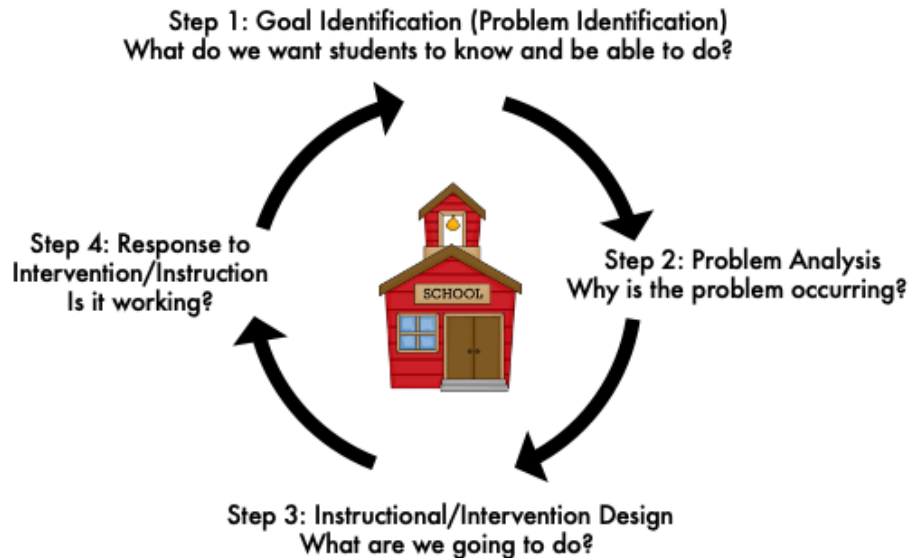 Step 1: Goal Identification (Problem Identification)
What do we want students to know and be able to do?
Step 4: Response to
Intervention/Instruction
Is it working?
SCHOOL
Step 2: Problem Analysis
Why is the problem occurring?
Step 3: Instructional/Intervention Design
What are we going to do?